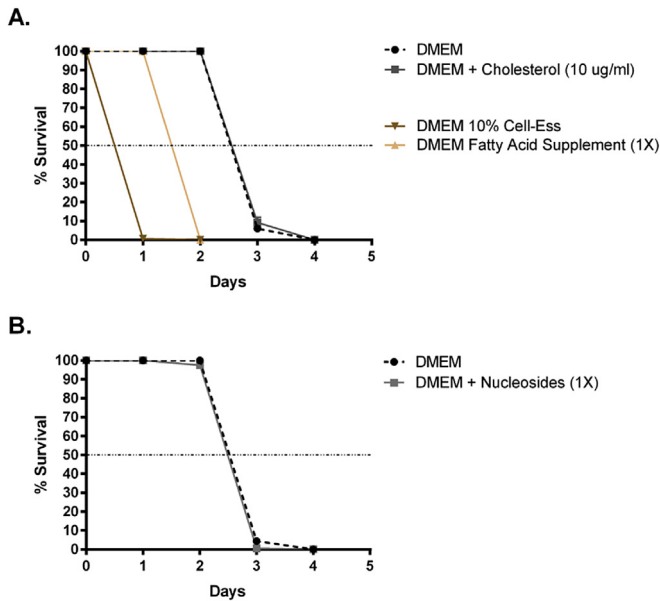 A.
DMEM
DMEM + Cholesterol (10 ug/ml)
DMEM 10% Cell-Ess
DMEM Fatty Acid Supplement (1X)
% Survival
100
90
80
70
60
50
40
30
20
10
0
0 1 2 3 4 5
Days
B.
DMEM
DMEM + Nucleosides (1X)
% Survival
100
90
80
70
60
50
40
30
20
10
0
0 1 2 3 4 5
Days